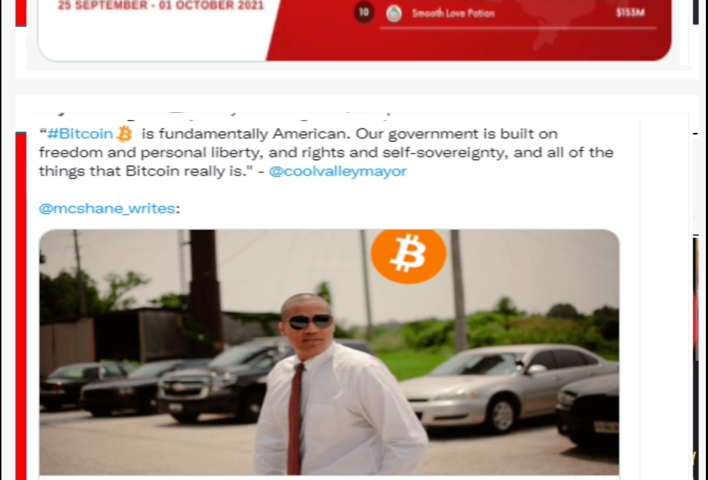 25 SEPTEMBER - 01 OCTOBER 2021
10 Smooth Love Potion $155M
"#Bitcoin is fundamentally American. Our government is built on
freedom and personal liberty, and rights and self-sovereignty, and all of the
things that Bitcoin really is." - @coolvalleymayor
@mcshane_writes: